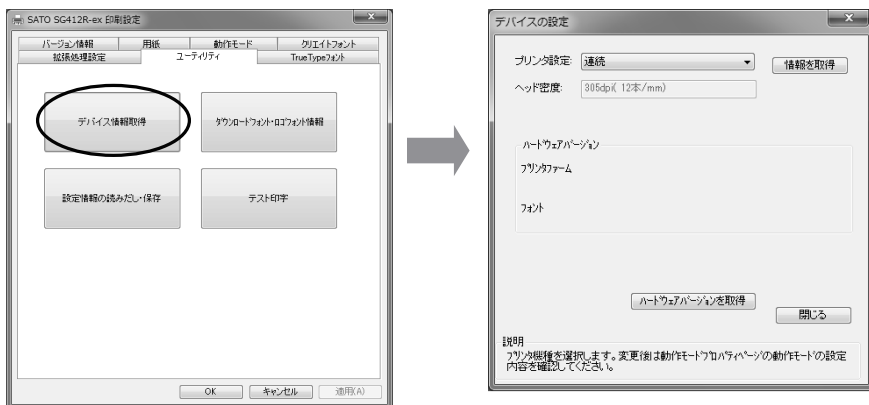 SATO SG412R-ex 印刷設定
バージョン情報 用紙 動作モード クリエイトフォント
拡張処理設定 ユーティリティ TrueTypeフォント
デバイス情報取得
ダウンロードフォント・ロゴフォント情報
設定情報の読みだし・保存
テスト印字
OK キャンセル 適用(A)
デバイスの設定
プリンタ設定: 連続 情報を取得
ヘッド密度: 305dpi( 12本/mm)
ハードウェアバージョン
プリンタファーム
フォント
ハードウェアバージョンを取得
閉じる
説明
プリンタ機種を選択します。変更後は動作モードプロパティページの動作モードの設定
内容を確認してください。